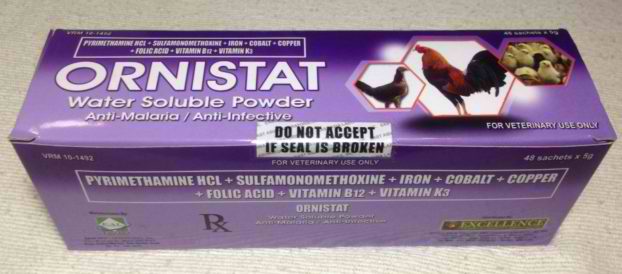 VRM 10-1492
48 sachets x 5g
PYRIMETHAMINE HCL + SULFAMONOMETHOXINE + IRON + COBALT + COPPER
+ FOLIC ACID + VITAMIN B12 + VITAMIN K3
ORNISTAT
Water Soluble Powder
Anti-Malaria / Anti-Infective
FOR VETERINARY USE ONLY
DO NOT ACCEPT
IF SEAL IS BROKEN
FOR VETERINARY USE ONLY
VRM 10-1492
48 sachets x 5g
PYRIMETHAMINE HCL + SULFAMONOMETHOXINE + IRON + COBALT + COPPER
+ FOLIC ACID + VITAMIN B12 + VITAMIN K3
ORNISTAT
Water Soluble Powder
Anti-Malaria / Anti-Infective
Rx
EXCELLENCE